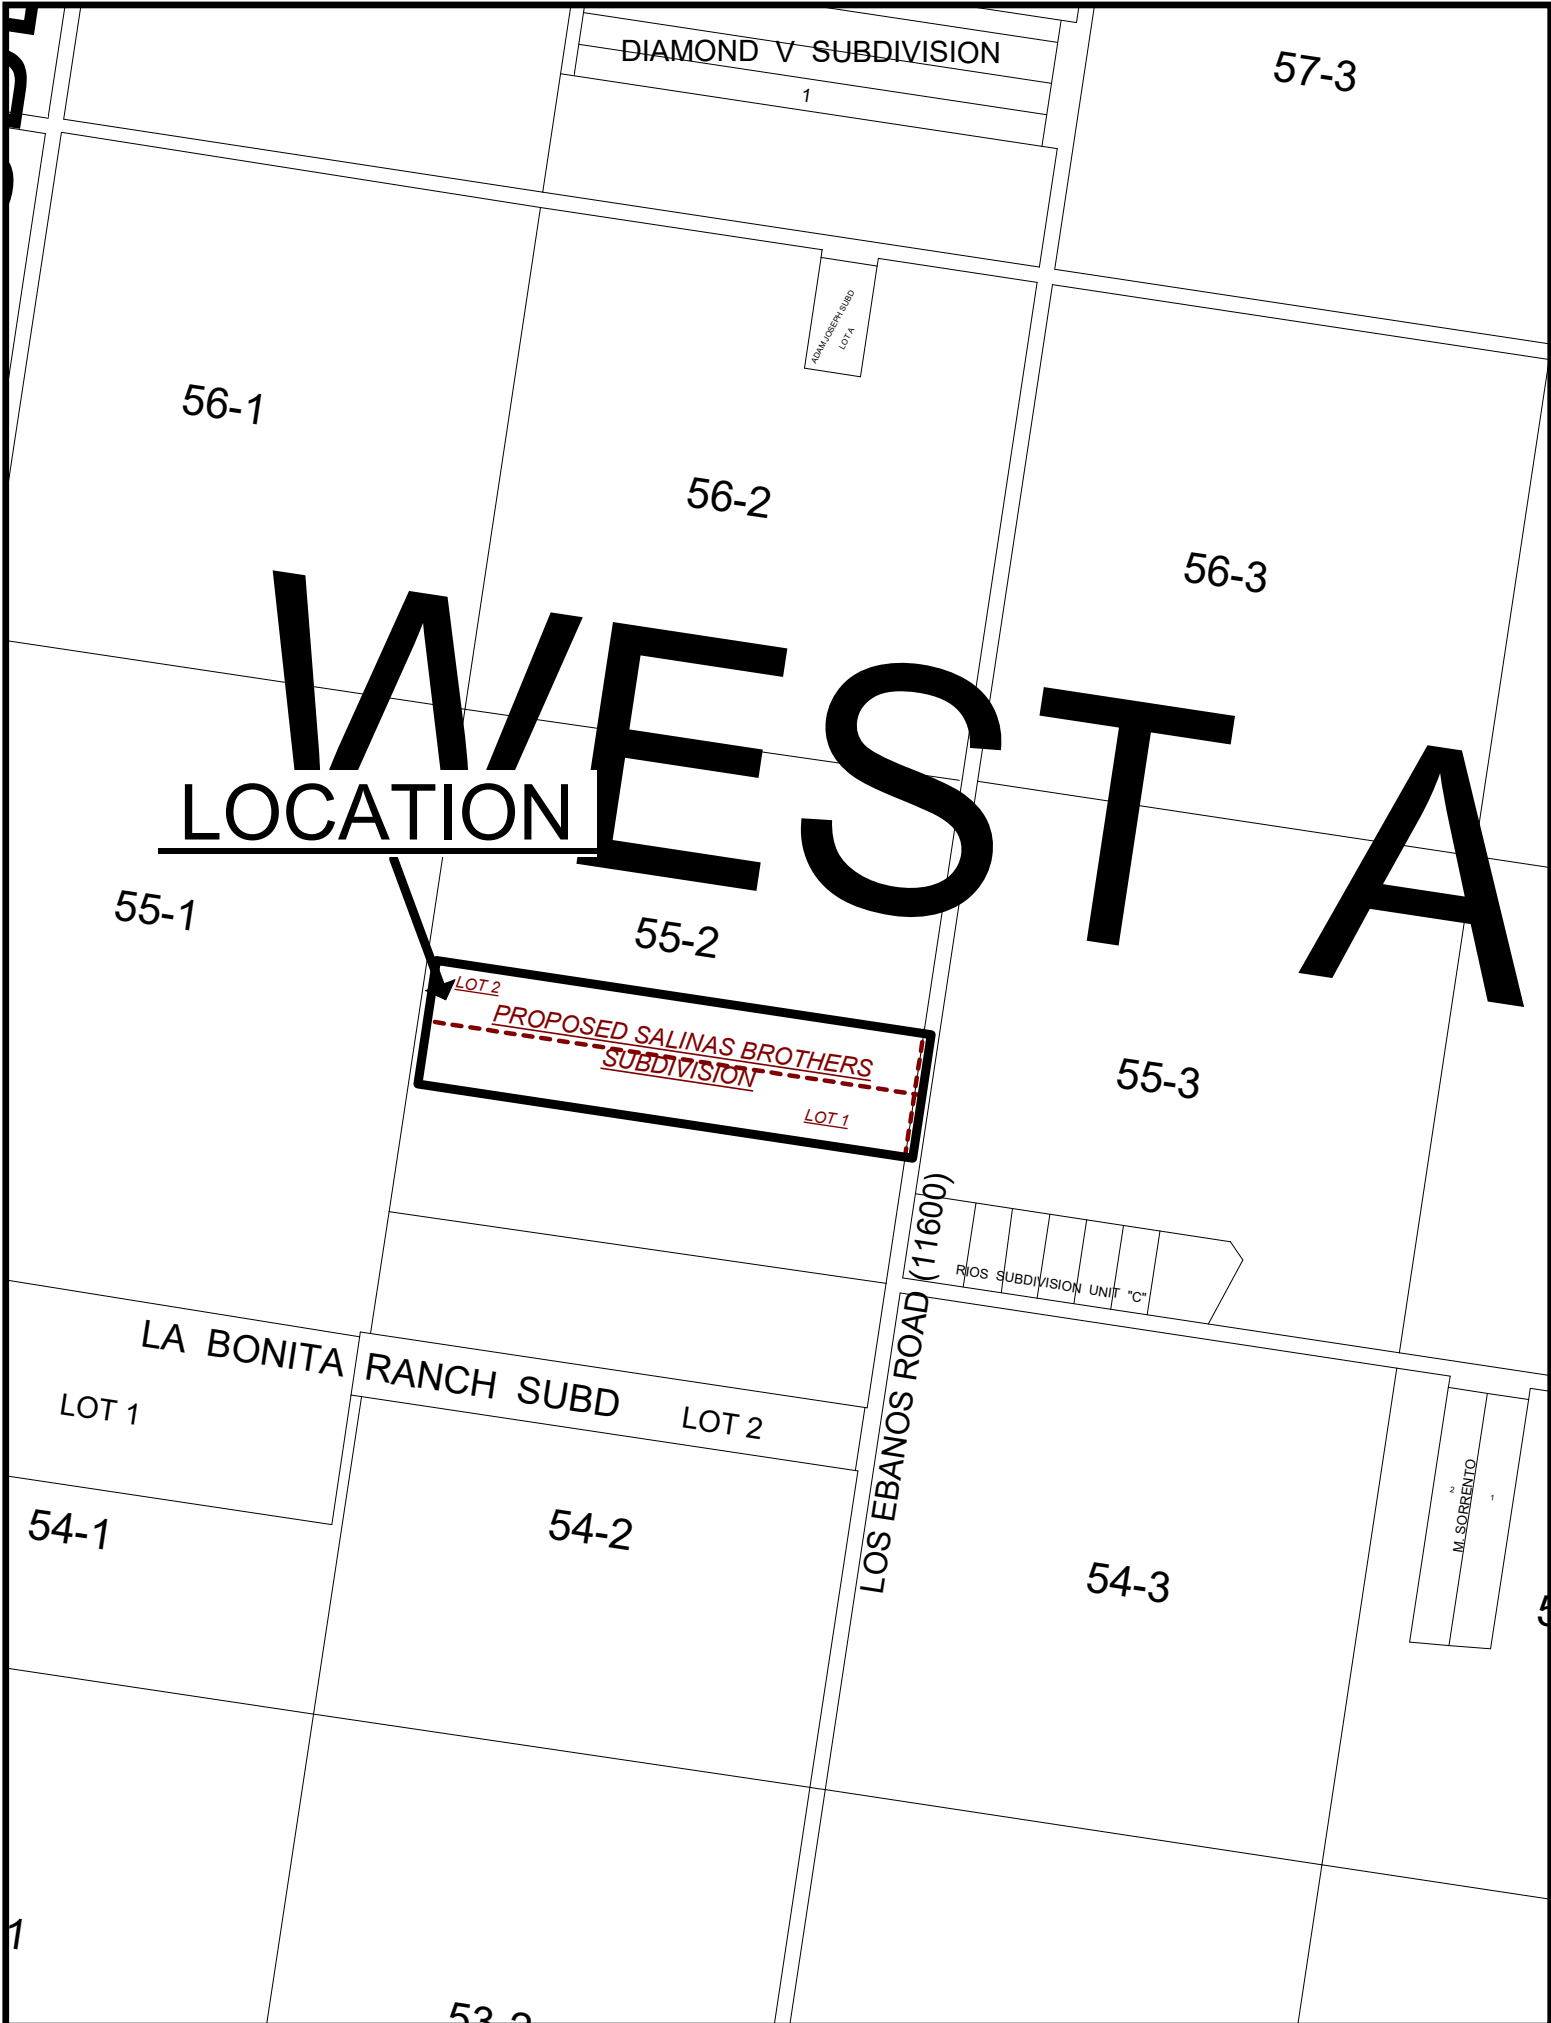 DIAMOND V SUBDIVISION
1
57-3
ADAM JOSEPH SUBD
LOT A
56-1
56-2
56-3
WEST A
LOCATION
55-1
55-2
LOT 2
PROPOSED SALINAS BROTHERS
SUBDIVISION
LOT 1
55-3
LOS EBANOS ROAD (11600)
RIOS SUBDIVISION UNIT "C"
LA BONITA RANCH SUBD
LOT 1
LOT 2
54-1
54-2
54-3
M. SORRENTO
2
1
1